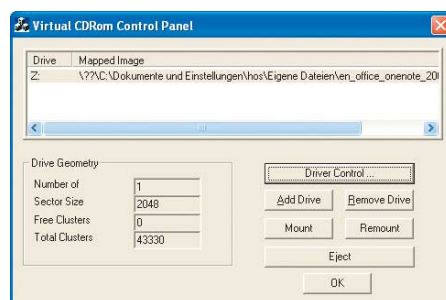 Virtual CDRom Control Panel
Drive Mapped Image
Z: \??\C:\Dokumente und Einstellungen\hos\Eigene Dateien\en_office_onenote_20
Drive Geometry
Number of 1
Sector Size 2048
Free Clusters 0
Total Clusters 43330
Driver Control ...
Add Drive Remove Drive
Mount Remount
Eject
OK